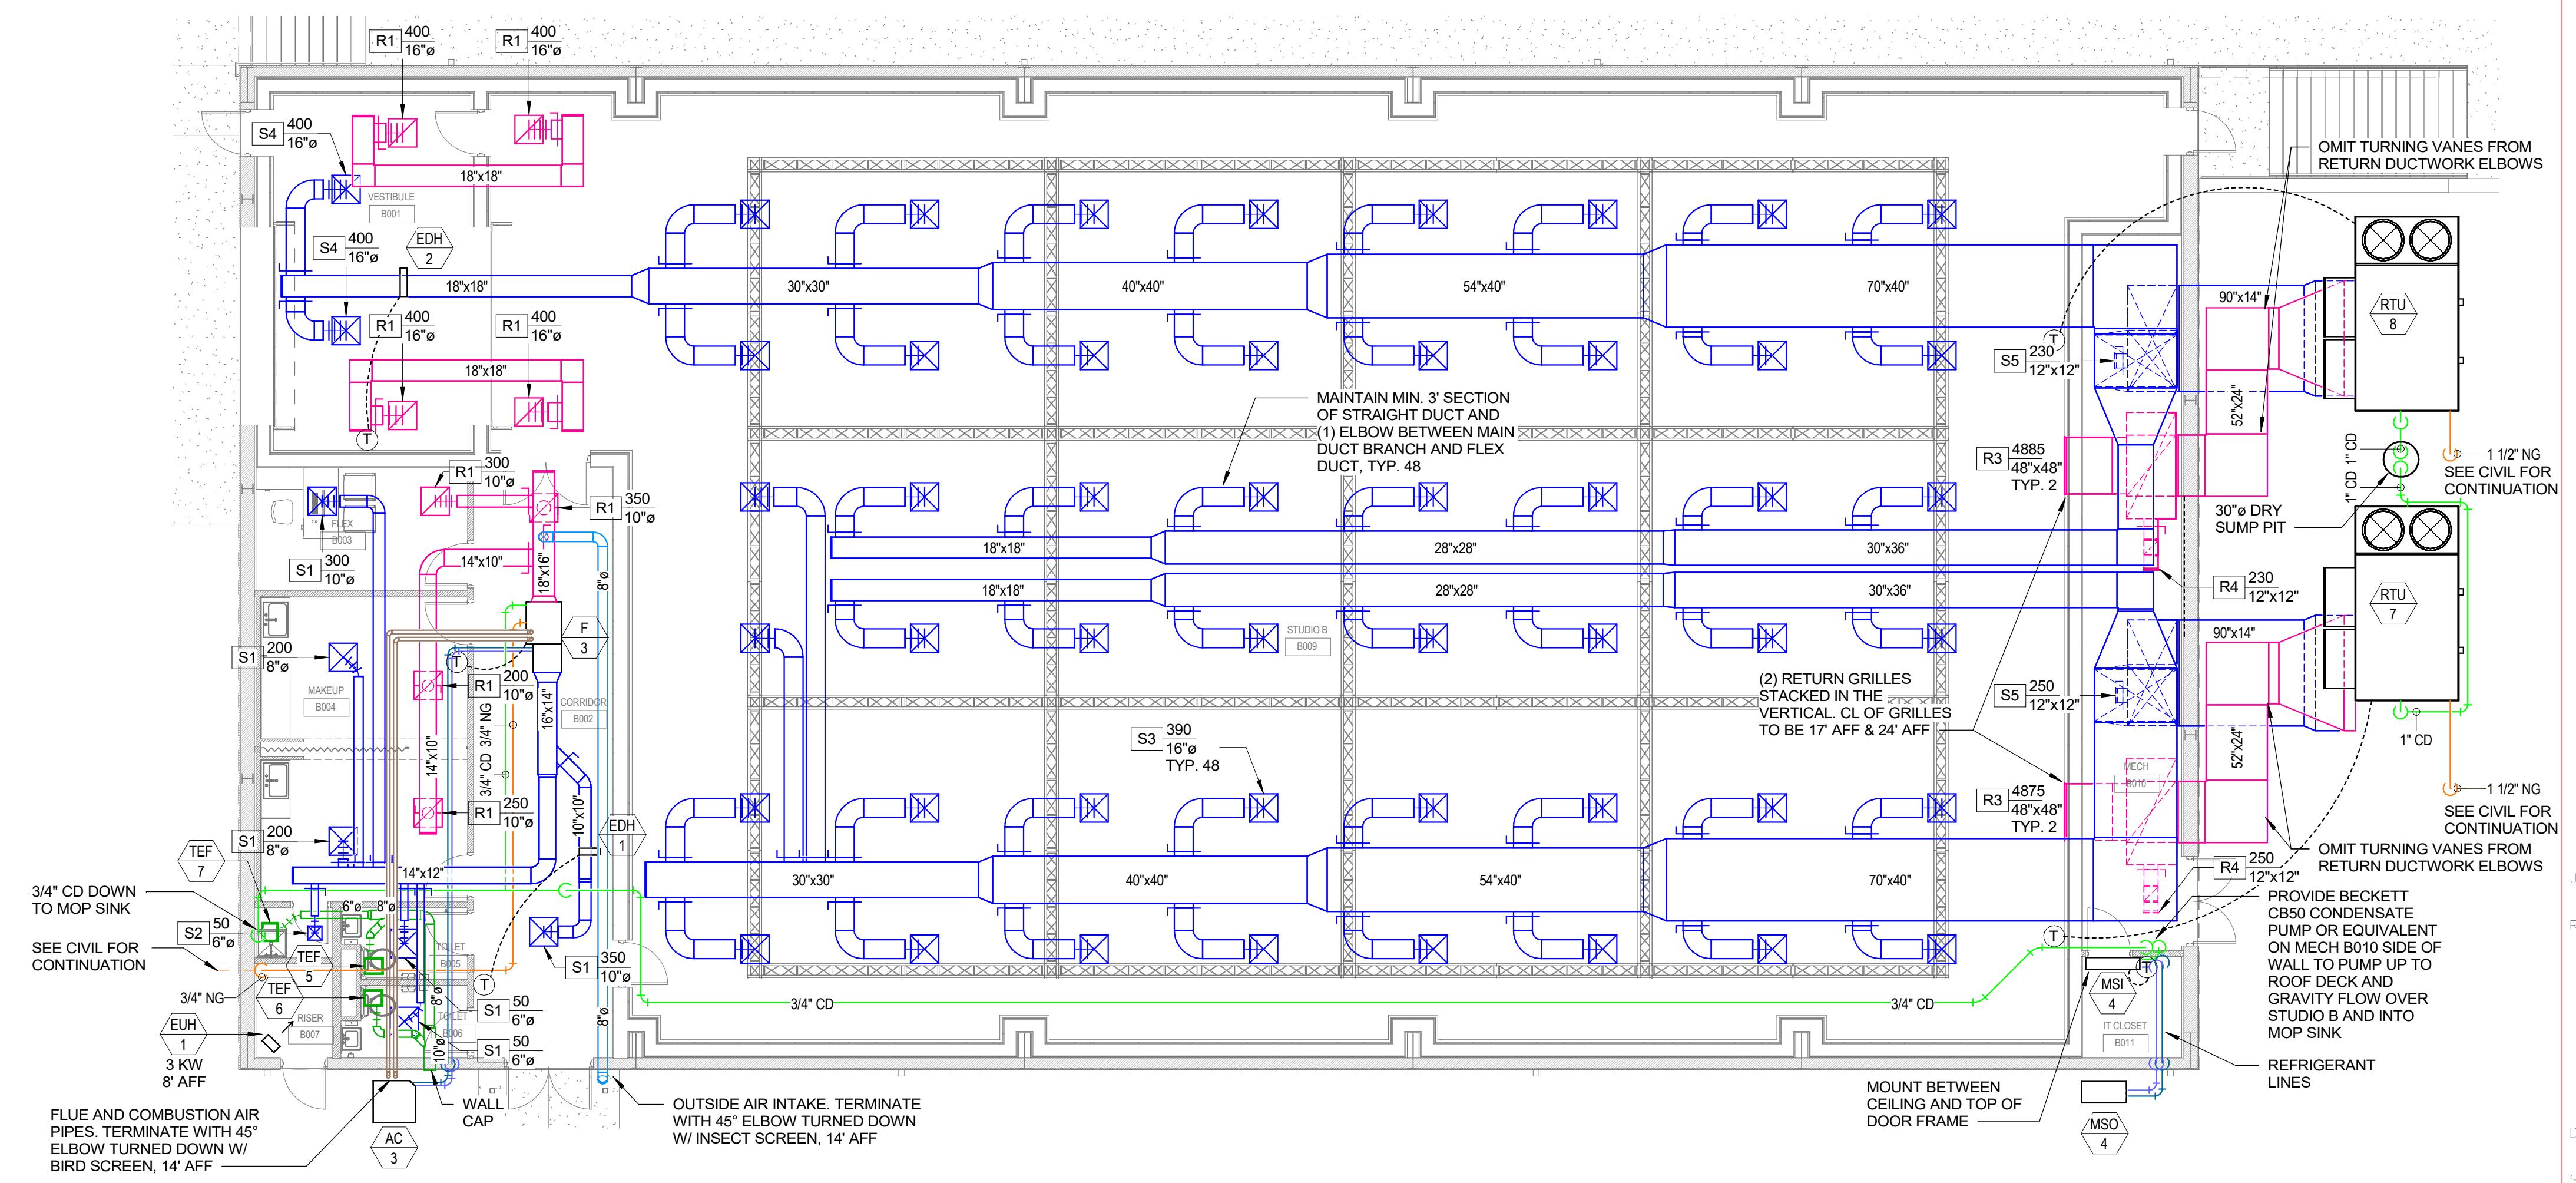 R1 400
16"ø
R1 400
16"ø
S4 400
16"ø
18"x18"
VESTIBULE
B001
S4 400
16"ø
EDH
2
18"x18"
30"x30"
40"x40"
54"x40"
70"x40"
R1 400
16"ø
R1 400
16"ø
18"x18"
T
OMIT TURNING VANES FROM
RETURN DUCTWORK ELBOWS
90"x14"
RTU
8
T
S5 230
12"x12"
52"x24"
MAINTAIN MIN. 3' SECTION
OF STRAIGHT DUCT AND
(1) ELBOW BETWEEN MAIN
DUCT BRANCH AND FLEX
DUCT, TYP. 48
R3 4885
48"x48"
TYP. 2
1" CD
1" CD
1 1/2" NG
SEE CIVIL FOR
CONTINUATION
30"ø DRY
SUMP PIT
R1 300
10"ø
R1 350
10"ø
FLEX
B003
S1 300
10"ø
14"x10"
18"x16"
8"ø
18"x18"
28"x28"
30"x36"
18"x18"
28"x28"
30"x36"
R4 230
12"x12"
RTU
7
F
3
STUDIO B
B009
90"x14"
S1 200
8"ø
T
MAKEUP
B004
R1 200
10"ø
CORRIDOR
B002
16"x14"
3/4" NG
3/4" CD
14"x10"
(2) RETURN GRILLES
STACKED IN THE
VERTICAL. CL OF GRILLES
TO BE 17' AFF & 24' AFF
S5 250
12"x12"
52"x24"
1" CD
S3 390
16"ø
TYP. 48
MECH
B010
R3 4875
48"x48"
TYP. 2
1 1/2" NG
SEE CIVIL FOR
CONTINUATION
R1 250
10"ø
10"x10"
EDH
1
S1 200
8"ø
TEF
7
14"x12"
30"x30"
40"x40"
54"x40"
70"x40"
OMIT TURNING VANES FROM
RETURN DUCTWORK ELBOWS
R4 250
12"x12"
3/4" CD DOWN
TO MOP SINK
6"ø
8"ø
S2 50
6"ø
SEE CIVIL FOR
CONTINUATION
TEF
5
TOILET
B005
S1 350
10"ø
T
T
T
PROVIDE BECKETT
CB50 CONDENSATE
PUMP OR EQUIVALENT
ON MECH B010 SIDE OF
WALL TO PUMP UP TO
ROOF DECK AND
GRAVITY FLOW OVER
STUDIO B AND INTO
MOP SINK
3/4" NG
TEF
6
8"ø
S1 50
6"ø
3/4" CD
3/4" CD
MSI
4
EUH
1
3 KW
8' AFF
RISER
B007
TOILET
B006
10"ø
S1 50
6"ø
8"ø
IT CLOSET
B011
REFRIGERANT
LINES
FLUE AND COMBUSTION AIR
PIPES. TERMINATE WITH 45°
ELBOW TURNED DOWN W/
BIRD SCREEN, 14' AFF
AC
3
WALL
CAP
OUTSIDE AIR INTAKE. TERMINATE
WITH 45° ELBOW TURNED DOWN
W/ INSECT SCREEN, 14' AFF
MOUNT BETWEEN
CEILING AND TOP OF
DOOR FRAME
MSO
4